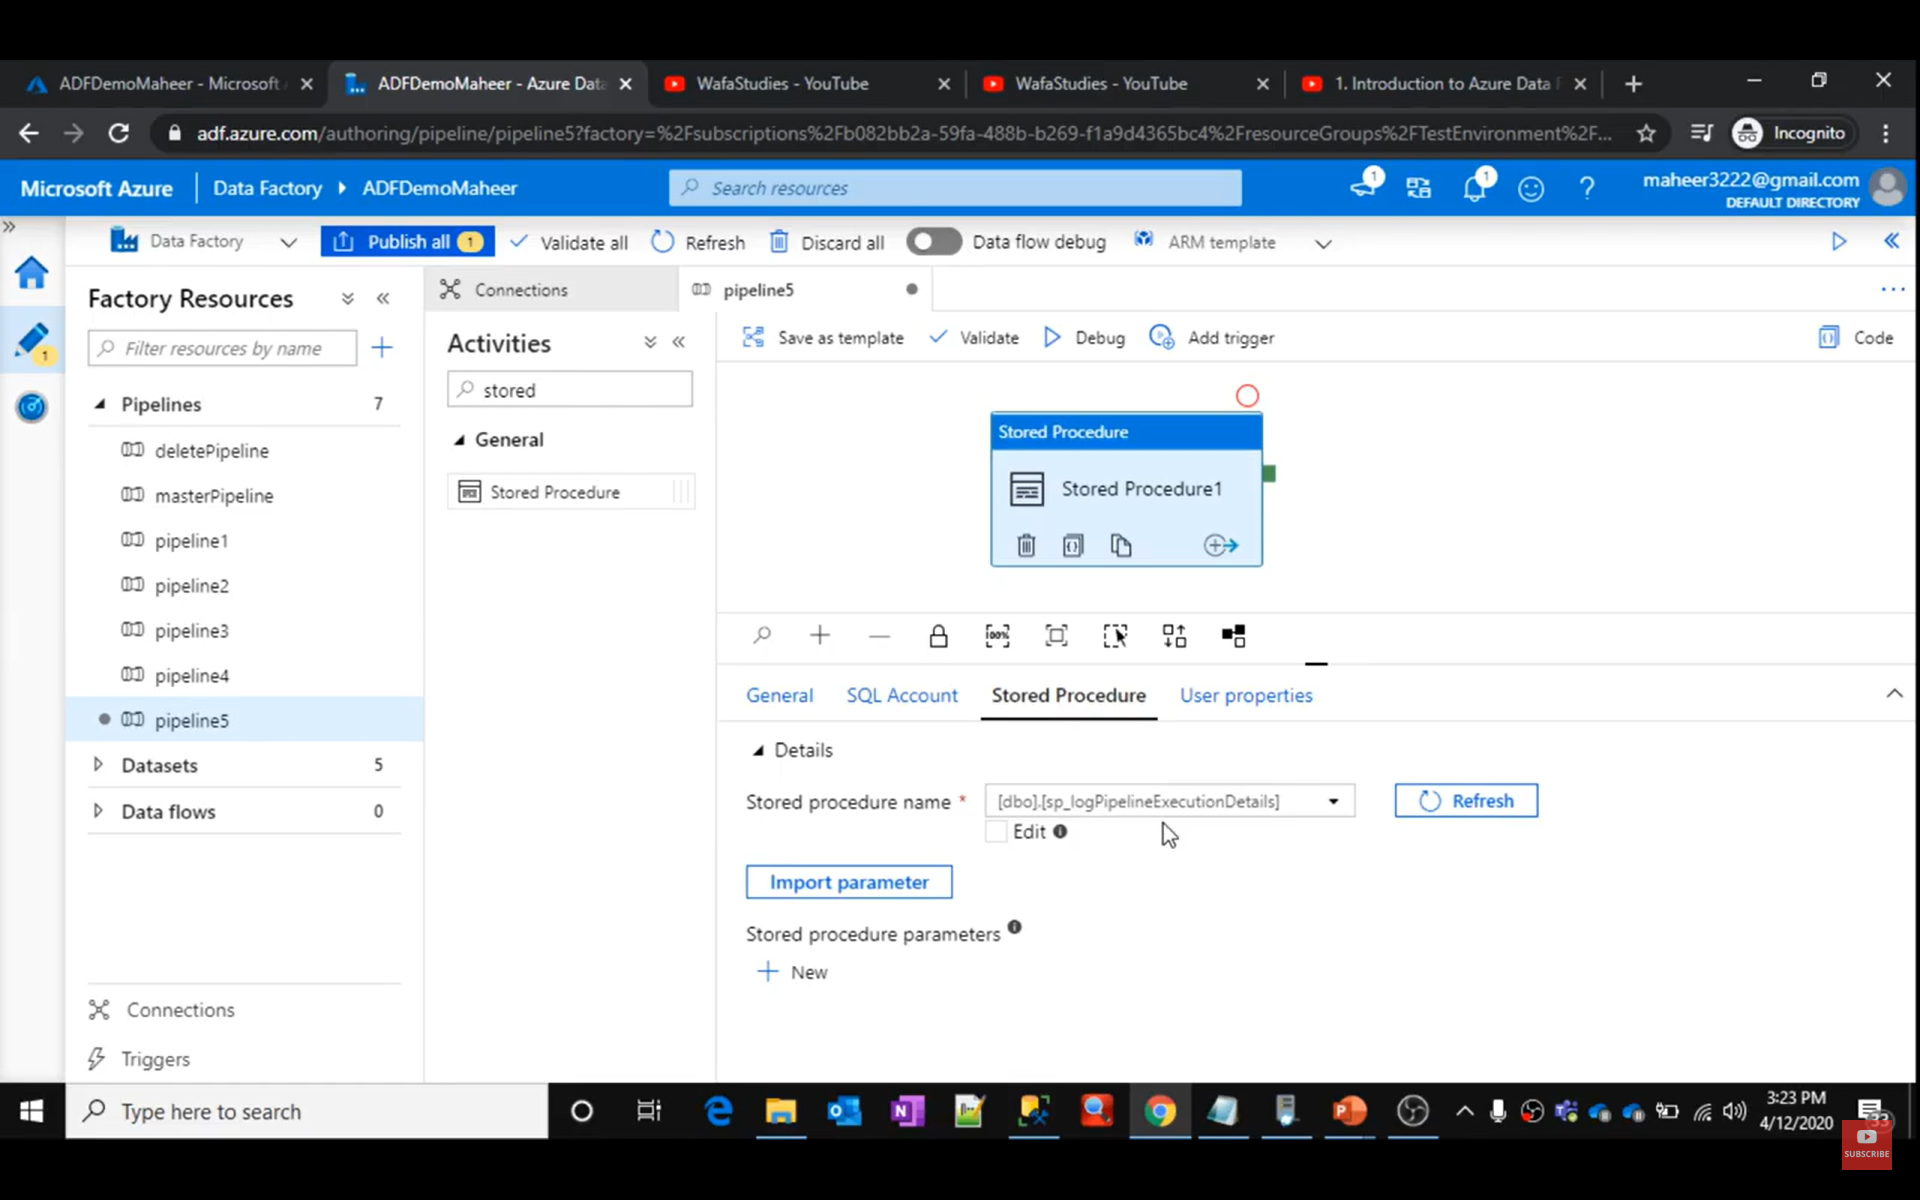 ADFDemoMaheer - Microsoft A
ADFDemoMaheer - Azure Data
WafaStudies - YouTube
WafaStudies - YouTube
1. Introduction to Azure Data F
adf.azure.com/authoring/pipeline/pipeline5?factory=%2Fsubscriptions%2Fb082bb2a-59fa-488b-b269-f1a9d4365bc4%2FresourceGroups%2FTestEnvironment%2F...
Incognito
Microsoft Azure
Data Factory
ADFDemoMaheer
Search resources
1
1
maheer3222@gmail.com
DEFAULT DIRECTORY
Data Factory
Publish all 1
Validate all
Refresh
Discard all
Data flow debug
ARM template
1
Factory Resources
Filter resources by name
Pipelines 7
deletePipeline
masterPipeline
pipeline1
pipeline2
pipeline3
pipeline4
pipeline5
Datasets 5
Data flows 0
Connections
Triggers
Connections
pipeline5
Activities
stored
General
Stored Procedure
Save as template
Validate
Debug
Add trigger
Code
Stored Procedure
Stored Procedure1
100%
General
SQL Account
Stored Procedure
User properties
Details
Stored procedure name *
[dbo].[sp_logPipelineExecutionDetails]
Refresh
Edit
Import parameter
Stored procedure parameters
New
Type here to search
3:23 PM
4/12/2020
33
SUBSCRIBE